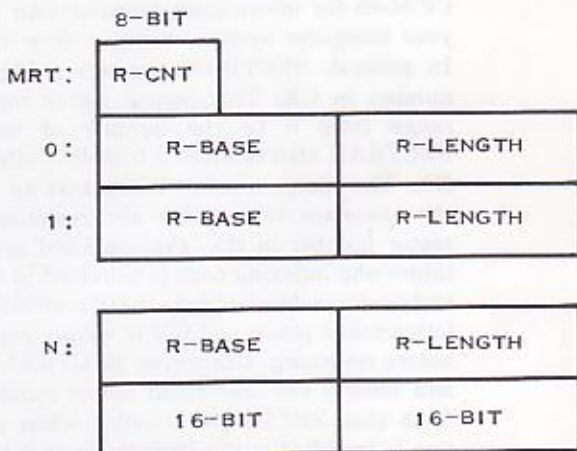 8-BIT
MRT: R-CNT
0: R-BASE R-LENGTH
1: R-BASE R-LENGTH
N: R-BASE R-LENGTH
16-BIT 16-BIT